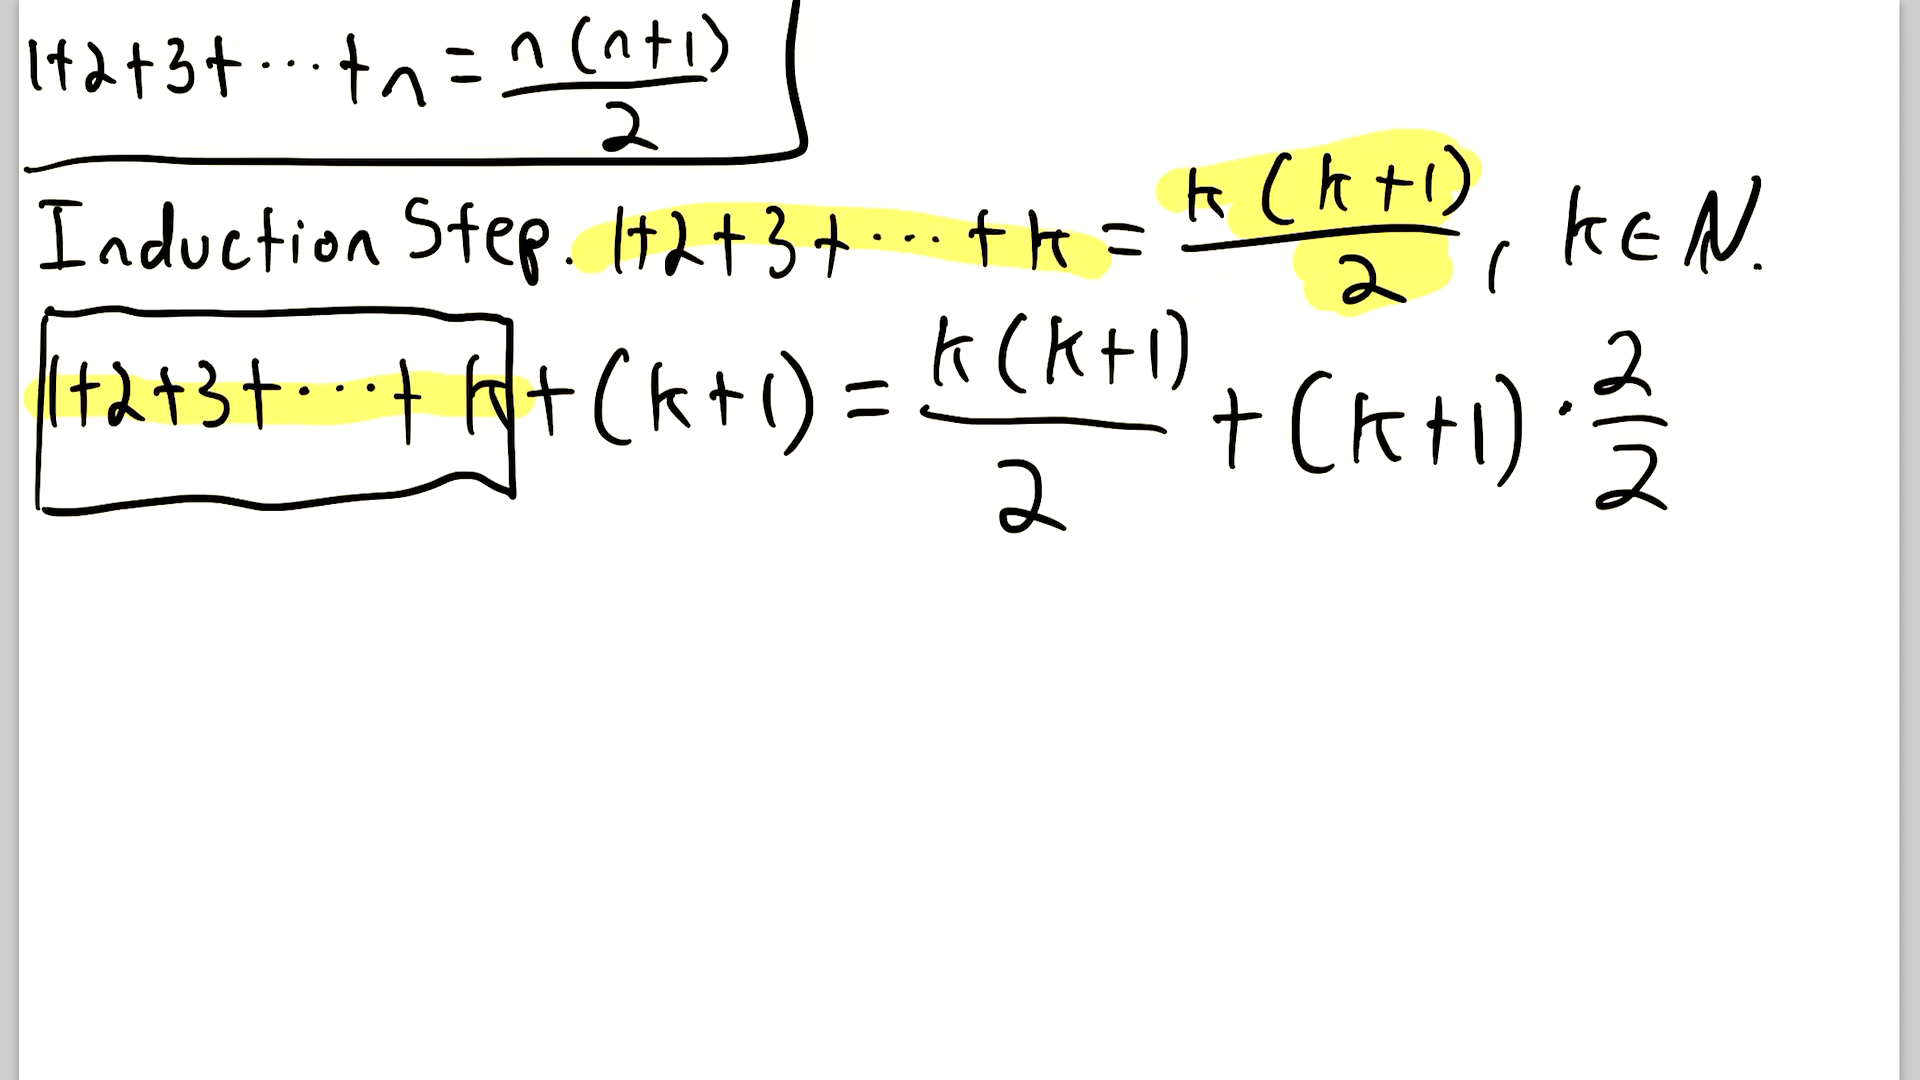 1+2+3+⋯+n = n(n+1)/2
Induction Step. 1+2+3+⋯+k = k(k+1)/2, k∈N.
1+2+3+⋯+k+(k+1) = k(k+1)/2 + (k+1)·2/2